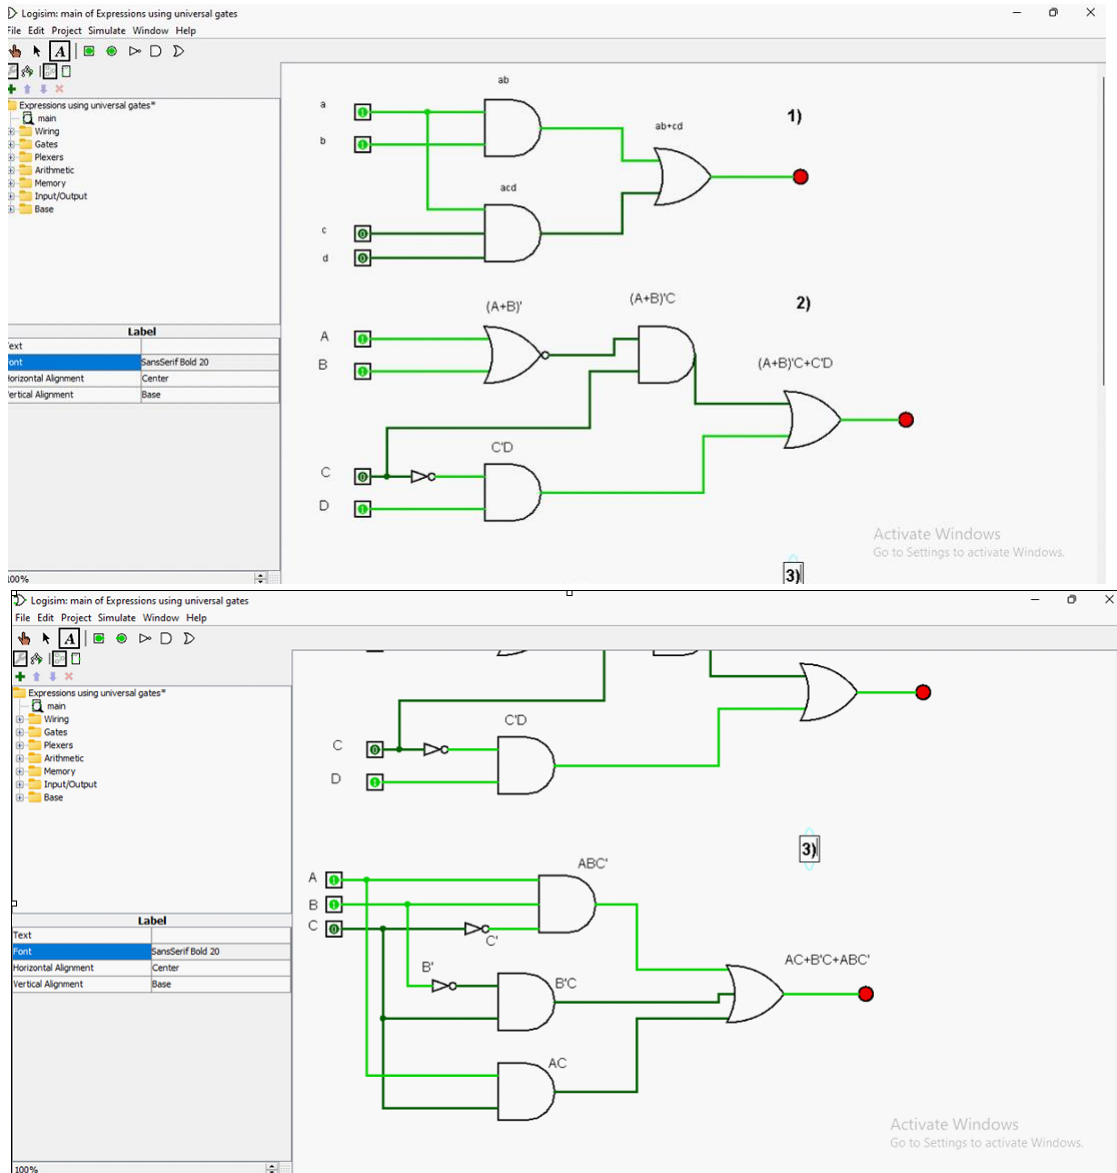 Logisim: main of Expressions using universal gates
File Edit Project Simulate Window Help
A
Expressions using universal gates*
main
Wiring
Gates
Plexers
Arithmetic
Memory
Input/Output
Base
Label
Text
Font SansSerif Bold 20
Horizontal Alignment Center
Vertical Alignment Base
100%
ab
a
b
ab+cd
1)
acd
c
d
(A+B)'
(A+B)'C
2)
A
B
(A+B)'C+C'D
C'D
C
D
Activate Windows
Go to Settings to activate Windows.
3)
Logisim: main of Expressions using universal gates
File Edit Project Simulate Window Help
A
Expressions using universal gates*
main
Wiring
Gates
Plexers
Arithmetic
Memory
Input/Output
Base
Label
Text
Font SansSerif Bold 20
Horizontal Alignment Center
Vertical Alignment Base
100%
C'D
C
D
3)
ABC'
A
B
C
C'
B'
B'C
AC+B'C+ABC'
AC
Activate Windows
Go to Settings to activate Windows.